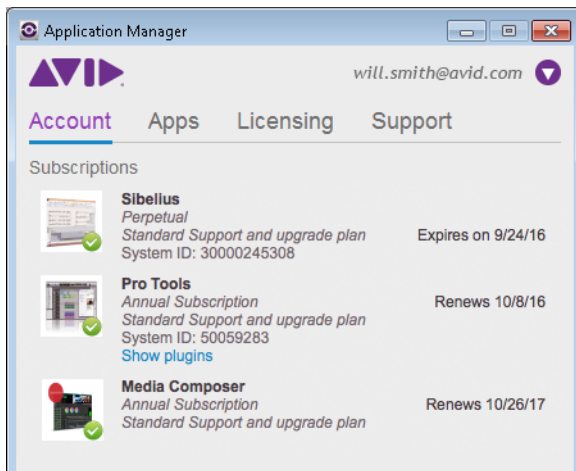 Application Manager
AVID
will.smith@avid.com
Account Apps Licensing Support
Subscriptions
Sibelius
Perpetual
Standard Support and upgrade plan
Expires on 9/24/16
System ID: 30000245308
Pro Tools
Annual Subscription
Renews 10/8/16
Standard Support and upgrade plan
System ID: 50059283
Show plugins
Media Composer
Annual Subscription
Renews 10/26/17
Standard Support and upgrade plan